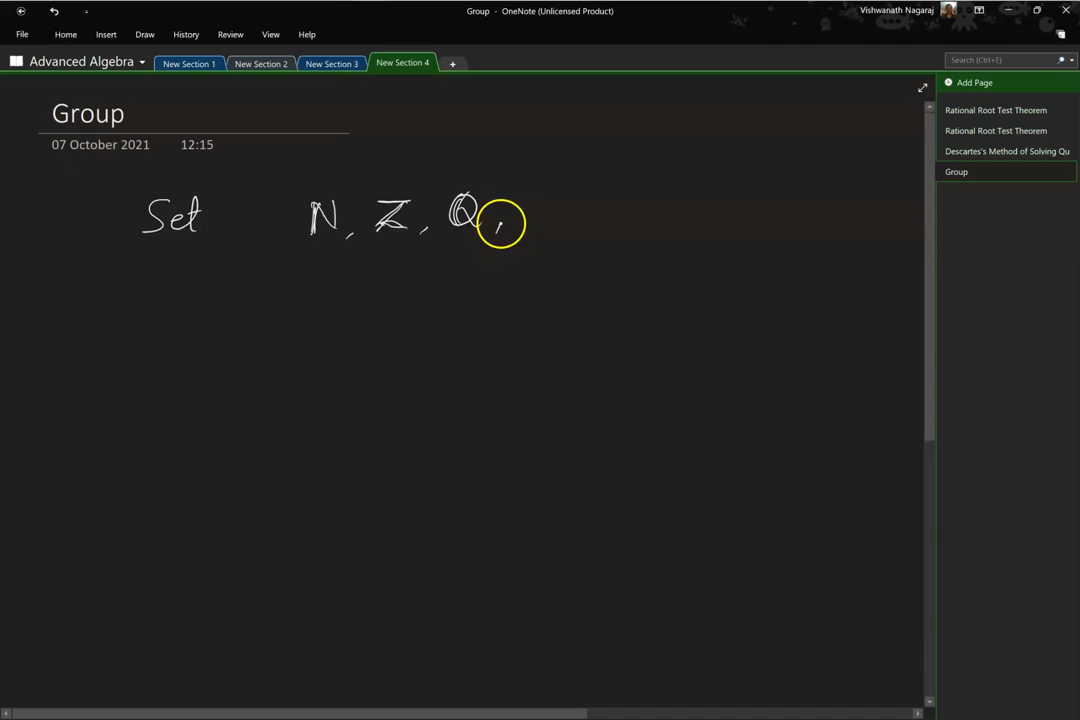 Group - OneNote (Unlicensed Product)
Vishwanath Nagaraj
File Home Insert Draw History Review View Help
Advanced Algebra New Section 1 New Section 2 New Section 3 New Section 4 +
Search (Ctrl+E)
Add Page
Group
07 October 2021 12:15
Rational Root Test Theorem
Rational Root Test Theorem
Descartes's Method of Solving Qu
Group
Set ℕ, ℤ, ℚ,